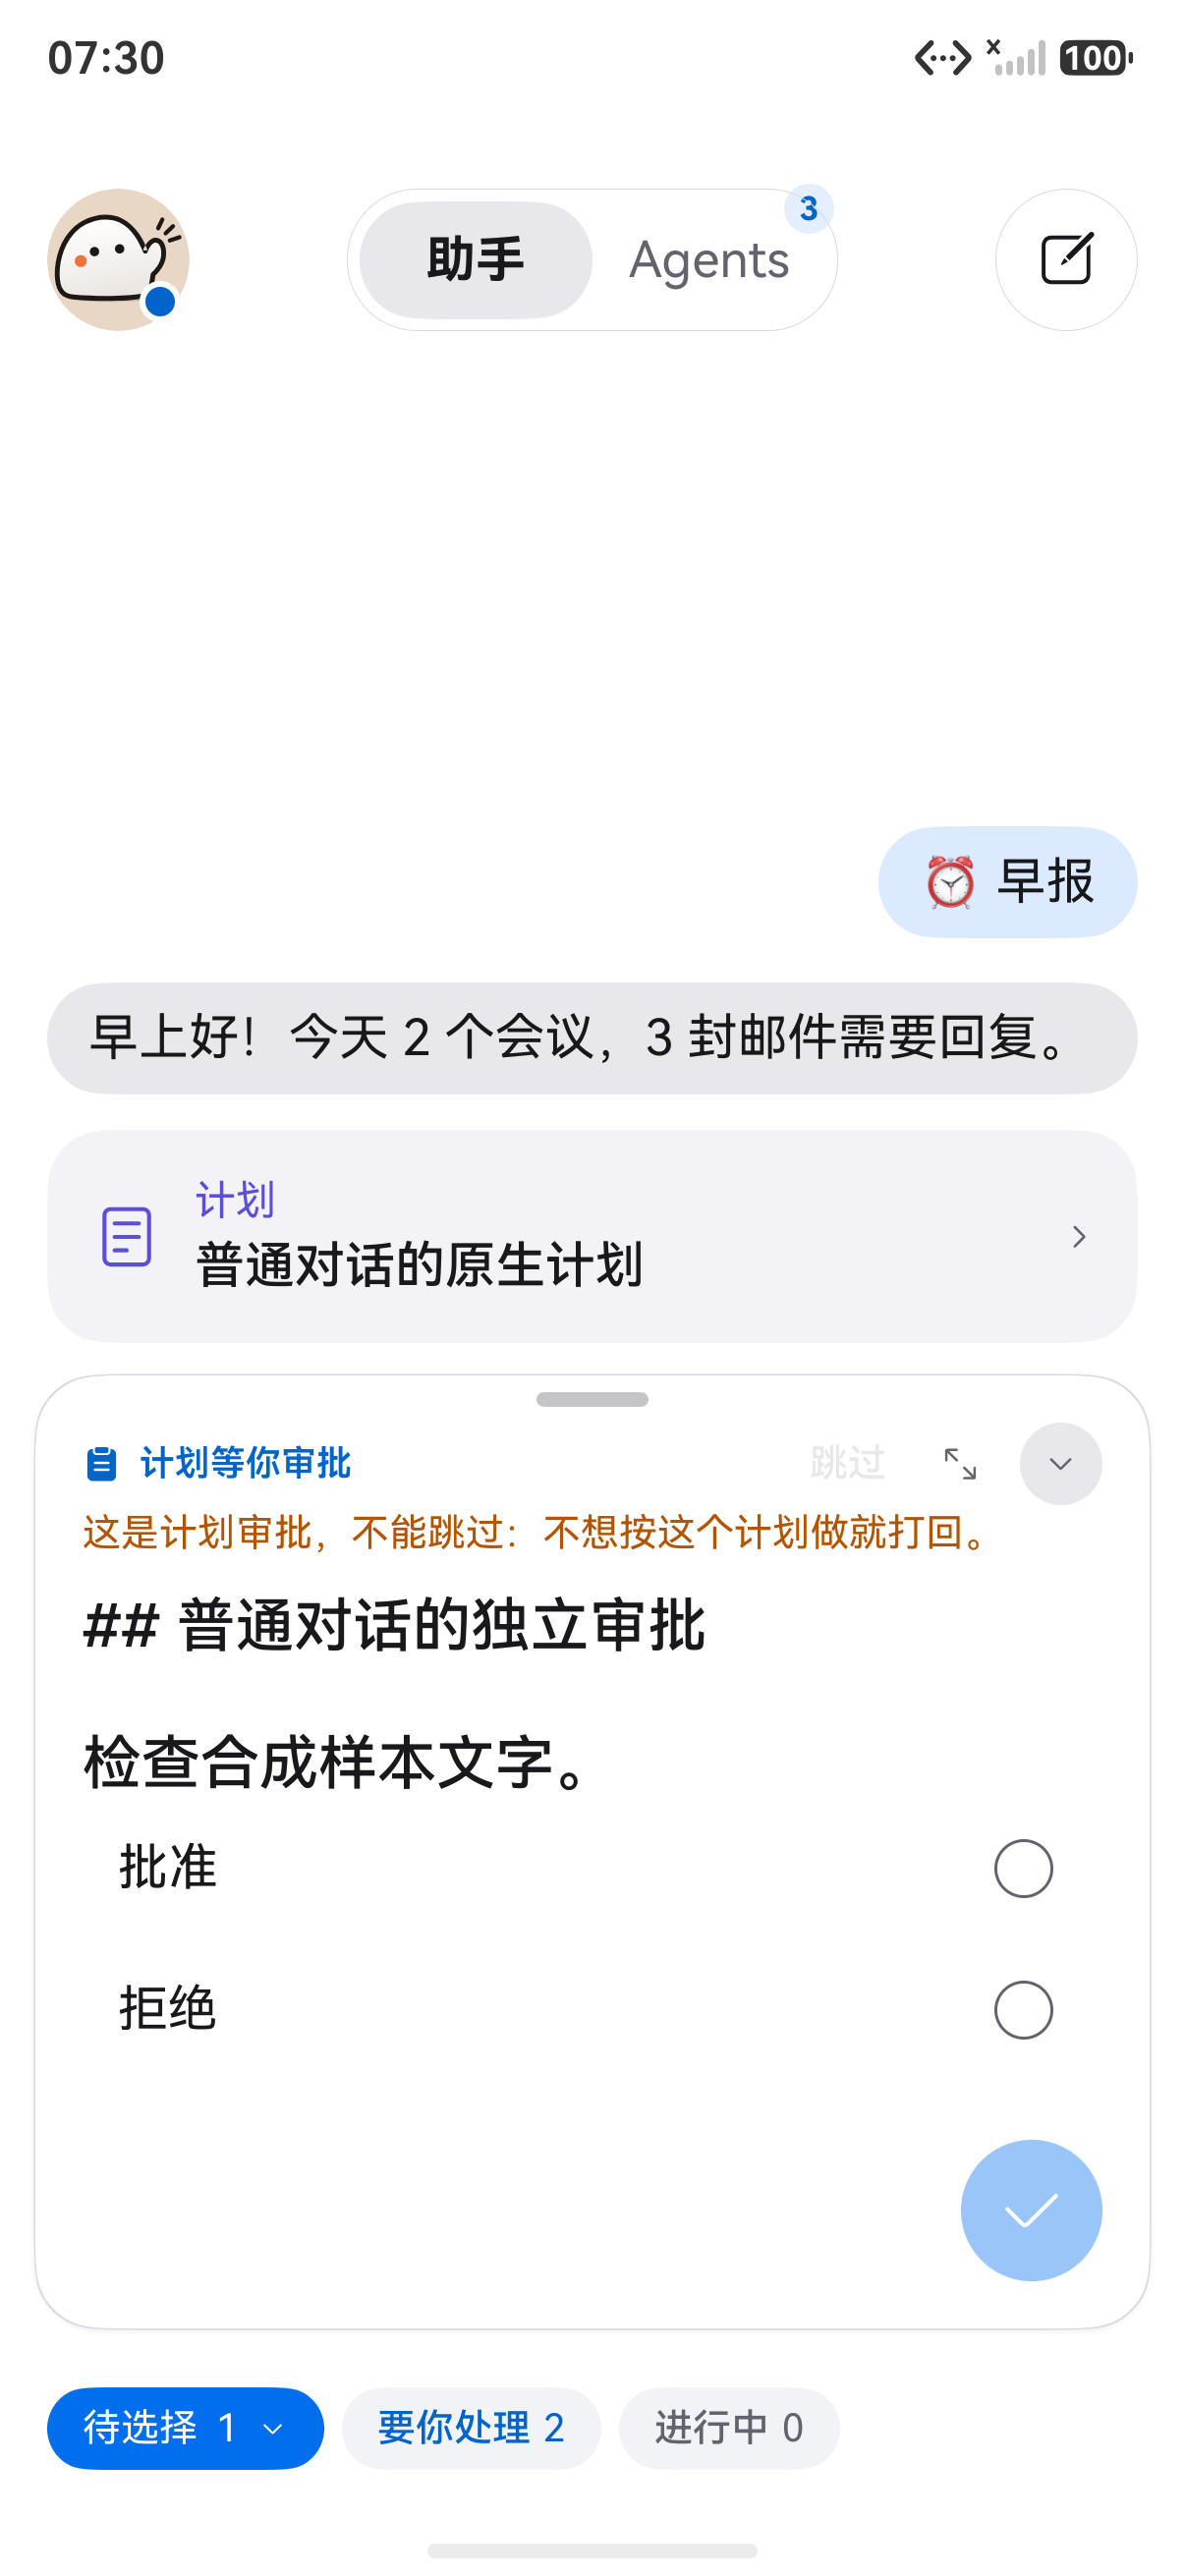 07:30
100
助手
Agents
3
⏰ 早报
早上好！今天 2 个会议，3 封邮件需要回复。
计划
普通对话的原生计划
计划等你审批
跳过
这是计划审批，不能跳过：不想按这个计划做就打回。
## 普通对话的独立审批
检查合成样本文字。
批准
拒绝
待选择 1
要你处理 2
进行中 0